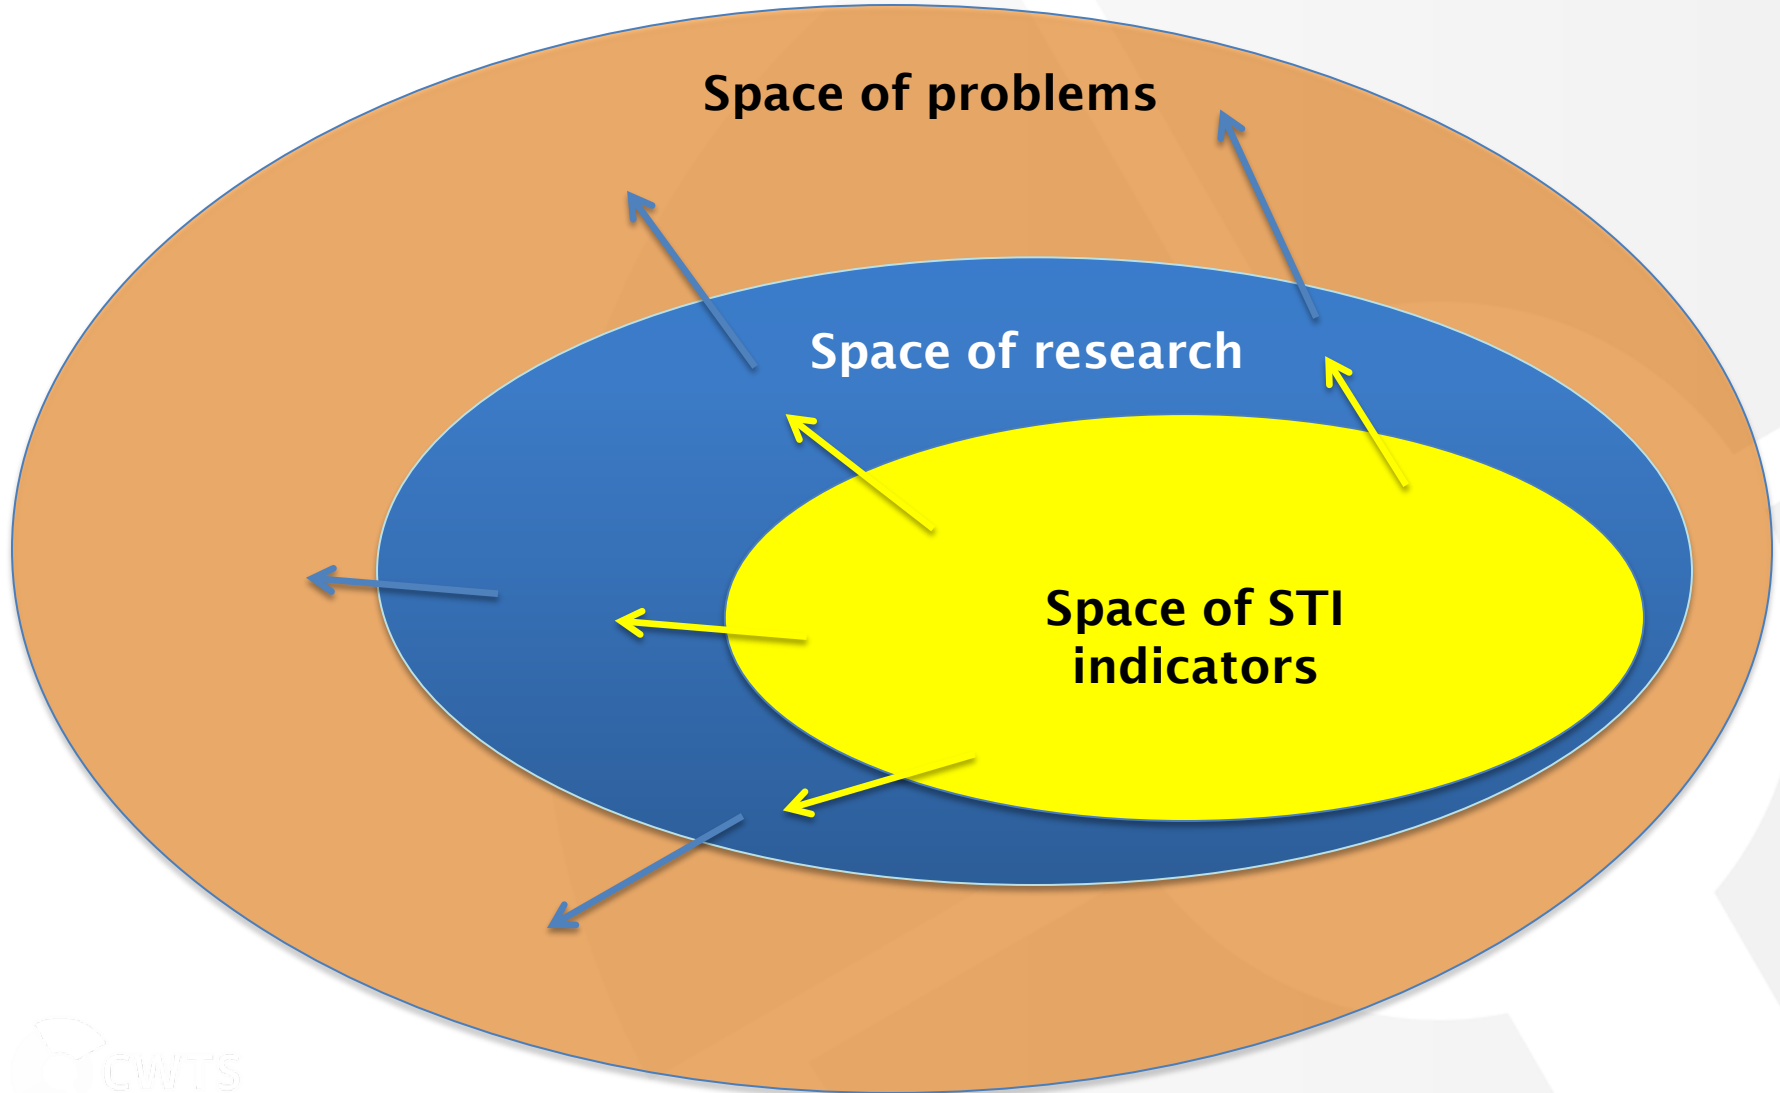 Space of problems
Space of research
Space of STI
indicators
CWTS